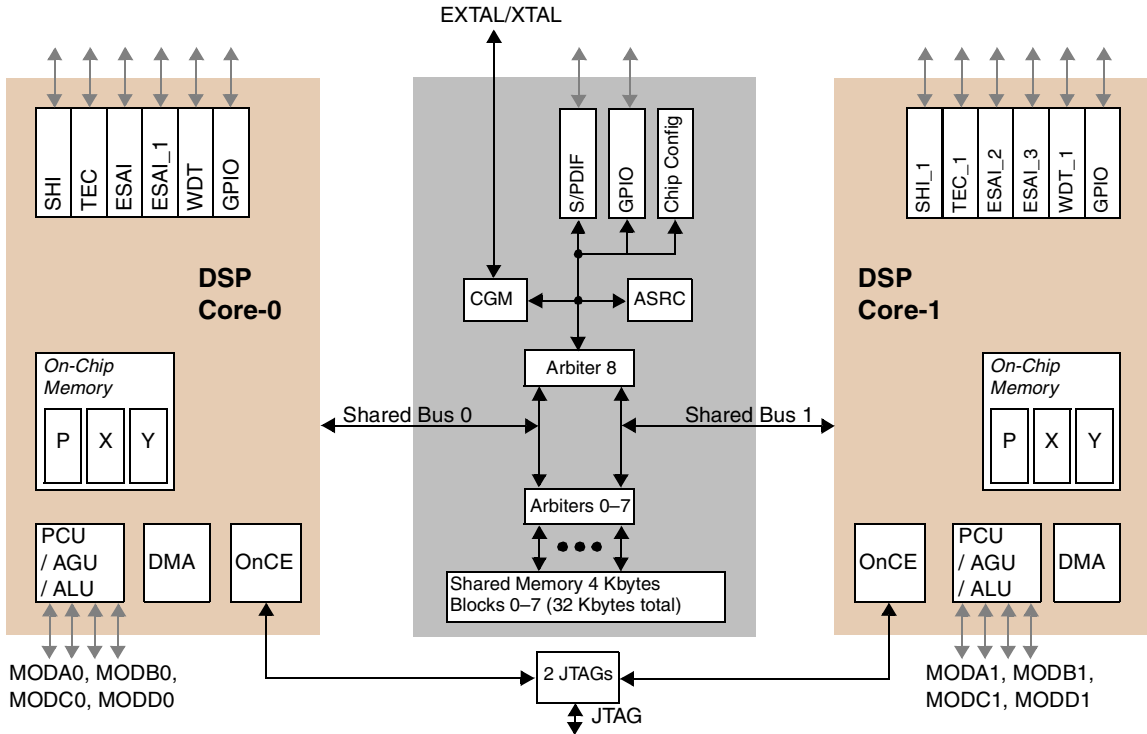 EXTAL/XTAL
SHI
TEC
ESAI
ESAI_1
WDT
GPIO
S/PDIF
GPIO
Chip Config
SHI_1
TEC_1
ESAI_2
ESAI_3
WDT_1
GPIO
DSP
Core-0
CGM
ASRC
DSP
Core-1
Arbiter 8
On-Chip
Memory
P
X
Y
Shared Bus 0
Shared Bus 1
On-Chip
Memory
P
X
Y
Arbiters 0–7
PCU
/ AGU
/ ALU
DMA
OnCE
Shared Memory 4 Kbytes
Blocks 0–7 (32 Kbytes total)
OnCE
PCU
/ AGU
/ ALU
DMA
MODA0, MODB0,
MODC0, MODD0
2 JTAGs
JTAG
MODA1, MODB1,
MODC1, MODD1